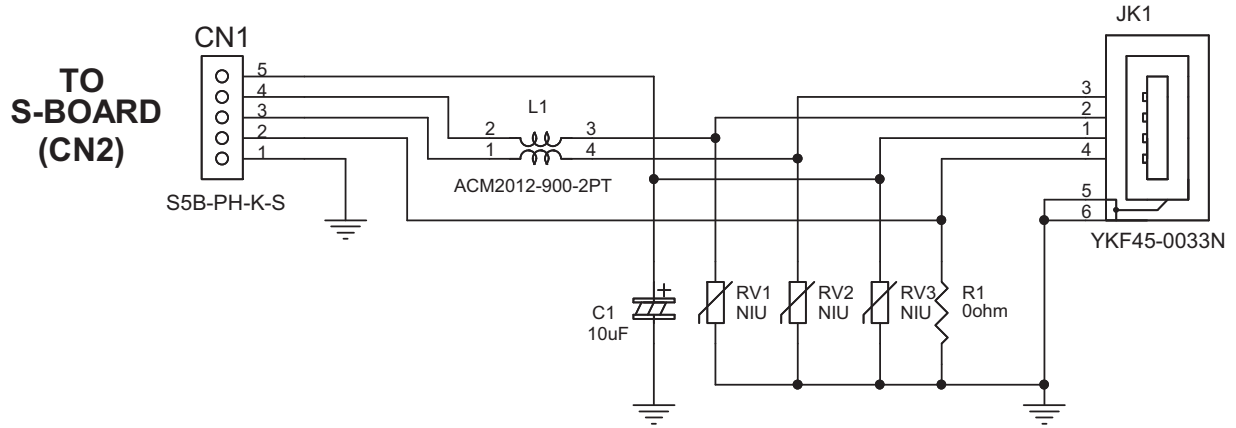 JK1
CN1
TO
S-BOARD
(CN2)
5
4
3
2
1
S5B-PH-K-S
L1
2
1
3
4
ACM2012-900-2PT
3
2
1
4
5
6
YKF45-0033N
+
C1
10uF
RV1
NIU
RV2
NIU
RV3
NIU
R1
0ohm